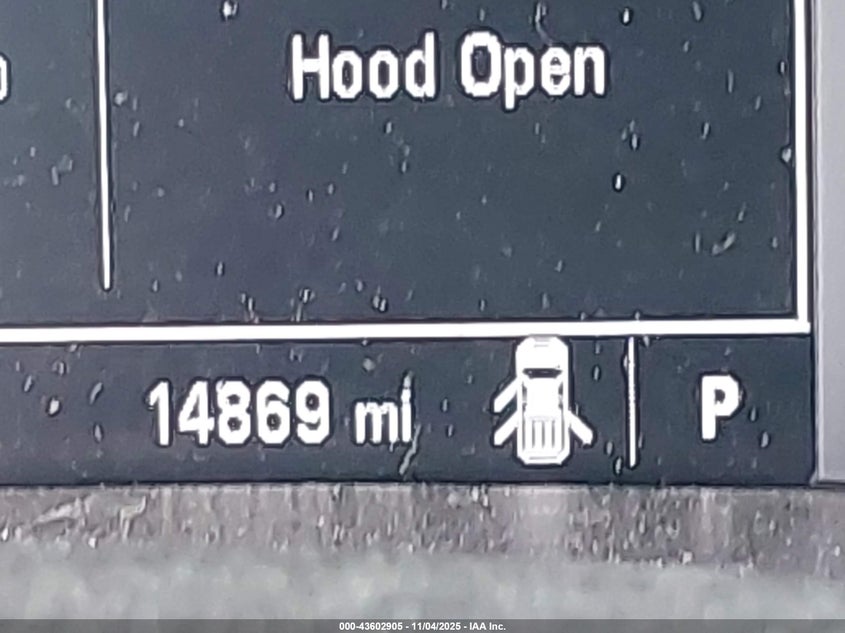 Hood Open
14869 mi
P
000-43602905 - 11/04/2025 - IAA Inc.